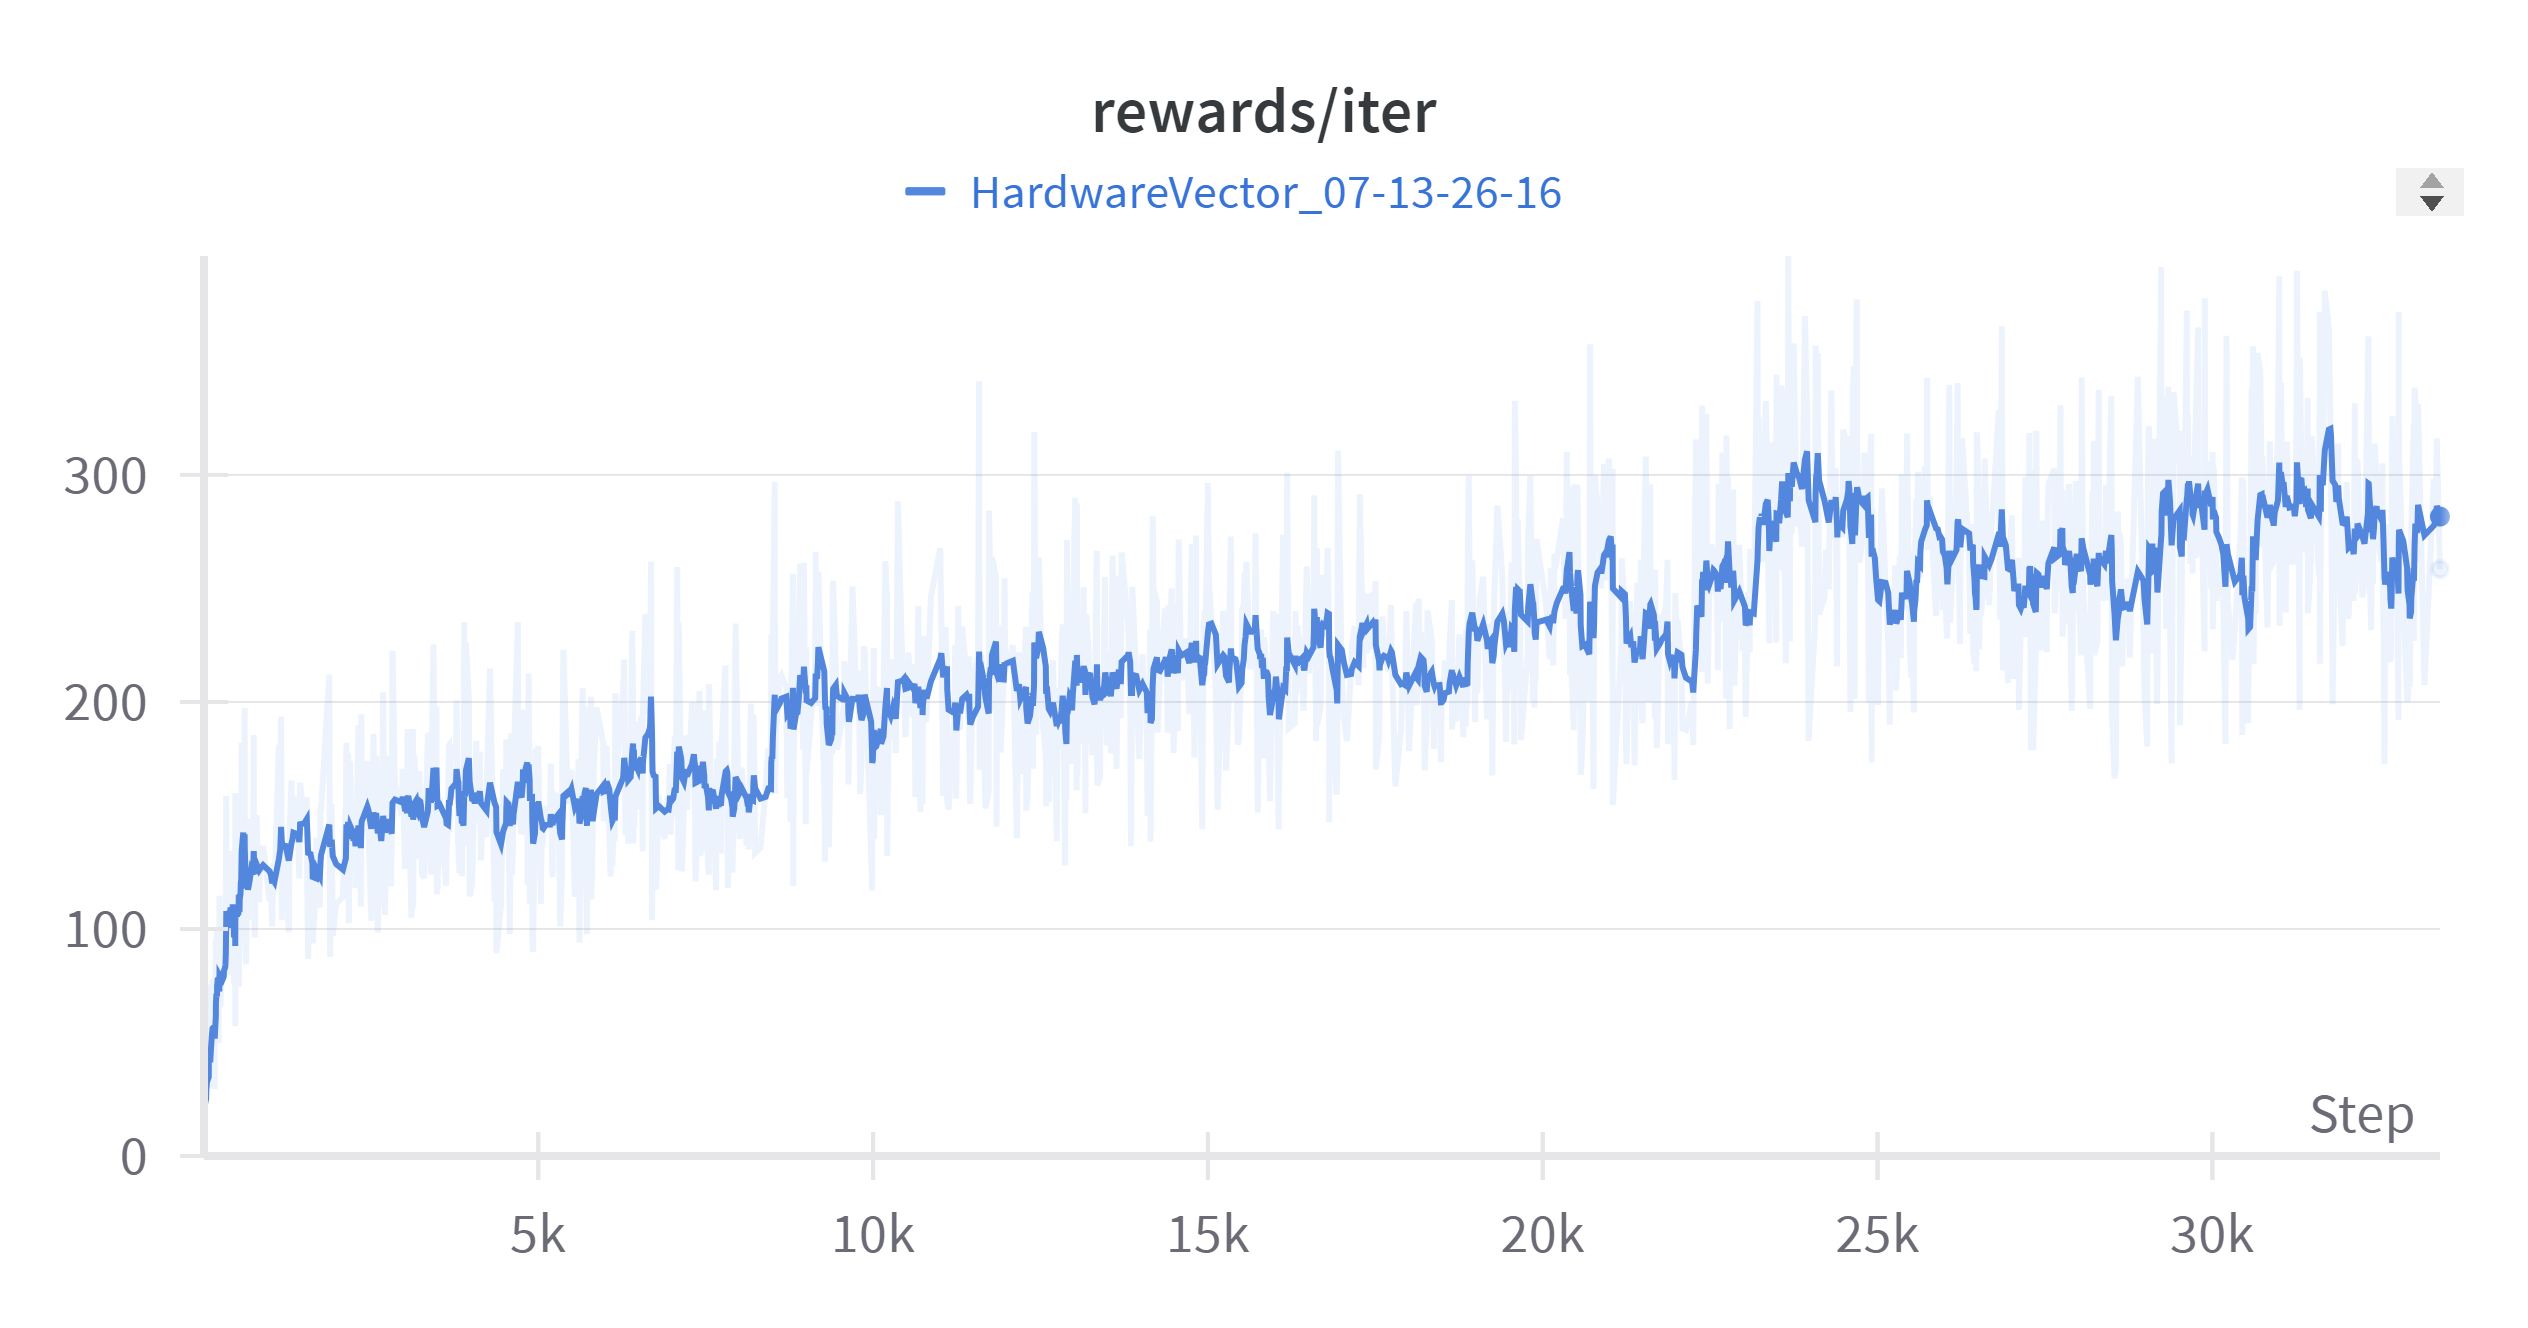 rewards/iter
HardwareVector_07-13-26-16
300
200
100
0
Step
5k
10k
15k
20k
25k
30k